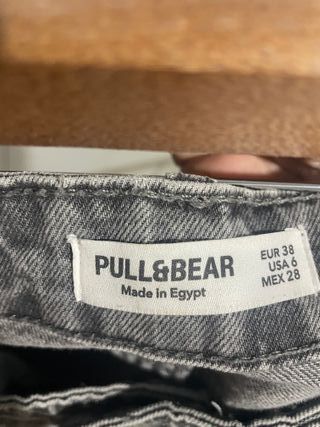 PULL&BEAR
Made in Egypt
EUR 38
USA 6
MEX 28